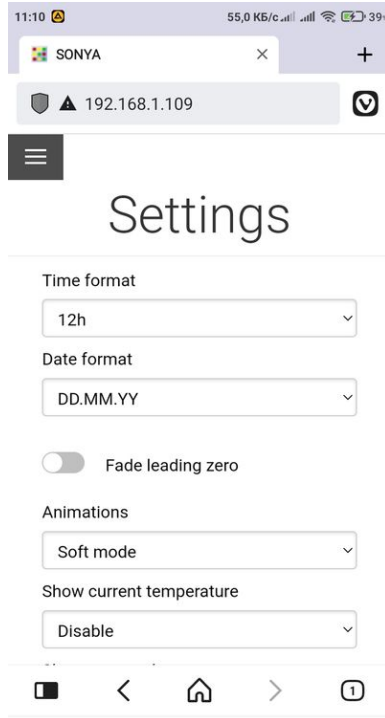 11:10
55,0 КБ/с
39
SONYA
192.168.1.109
Settings
Time format
12h
Date format
DD.MM.YY
Fade leading zero
Animations
Soft mode
Show current temperature
Disable
1